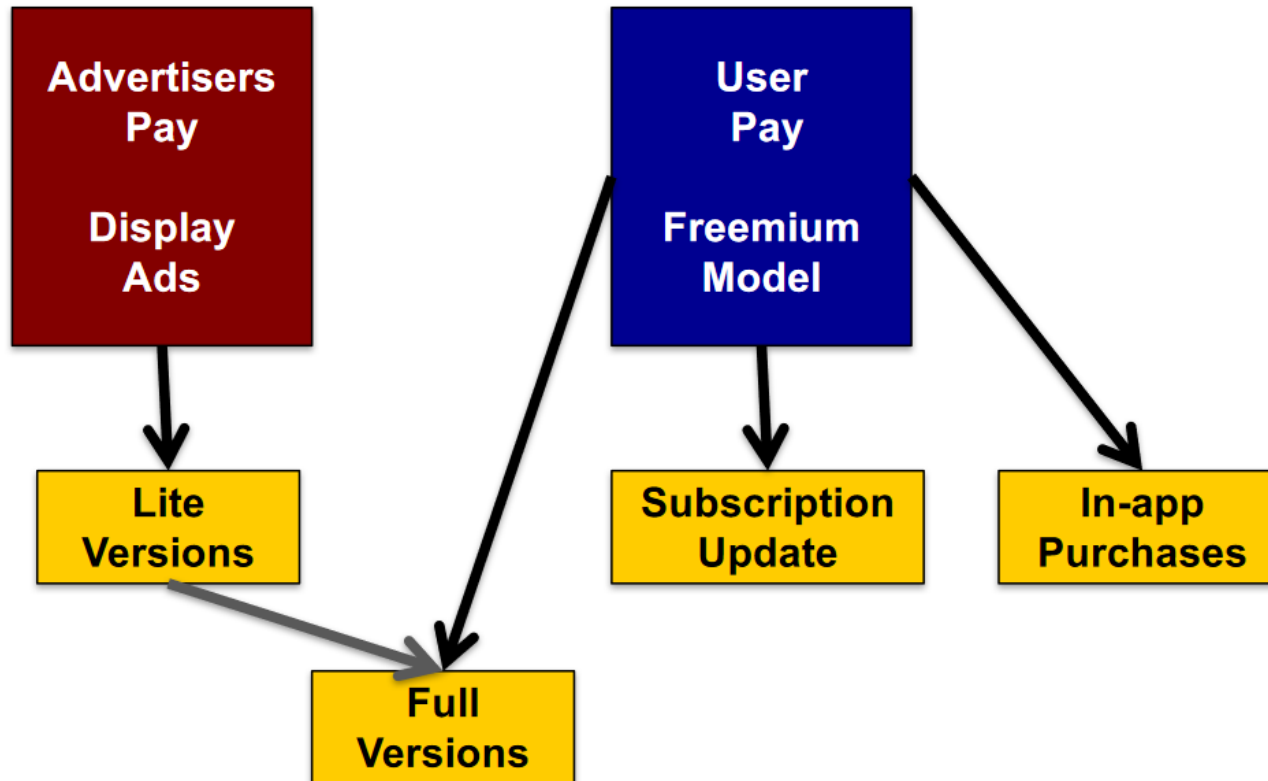 Advertisers
Pay
Display
Ads
User
Pay
Freemium
Model
Lite
Versions
Subscription
Update
In-app
Purchases
Full
Versions